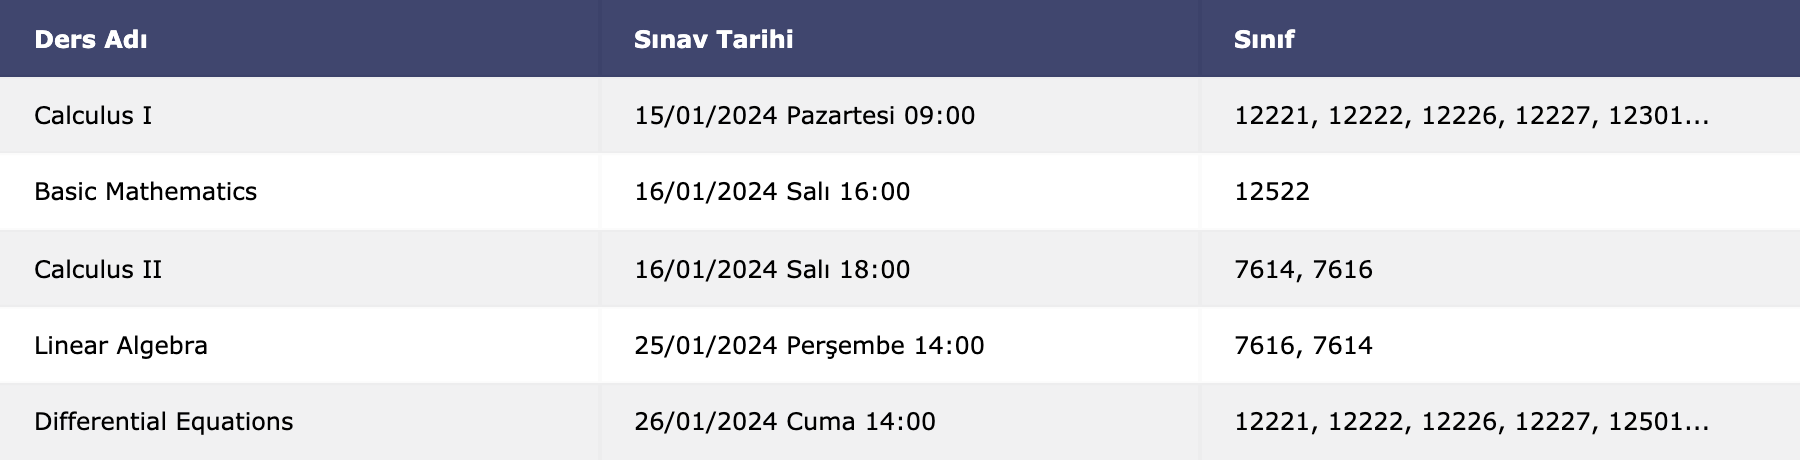 Ders Adı Sınav Tarihi Sınıf
Calculus I 15/01/2024 Pazartesi 09:00 12221, 12222, 12226, 12227, 12301...
Basic Mathematics 16/01/2024 Salı 16:00 12522
Calculus II 16/01/2024 Salı 18:00 7614, 7616
Linear Algebra 25/01/2024 Perşembe 14:00 7616, 7614
Differential Equations 26/01/2024 Cuma 14:00 12221, 12222, 12226, 12227, 12501...